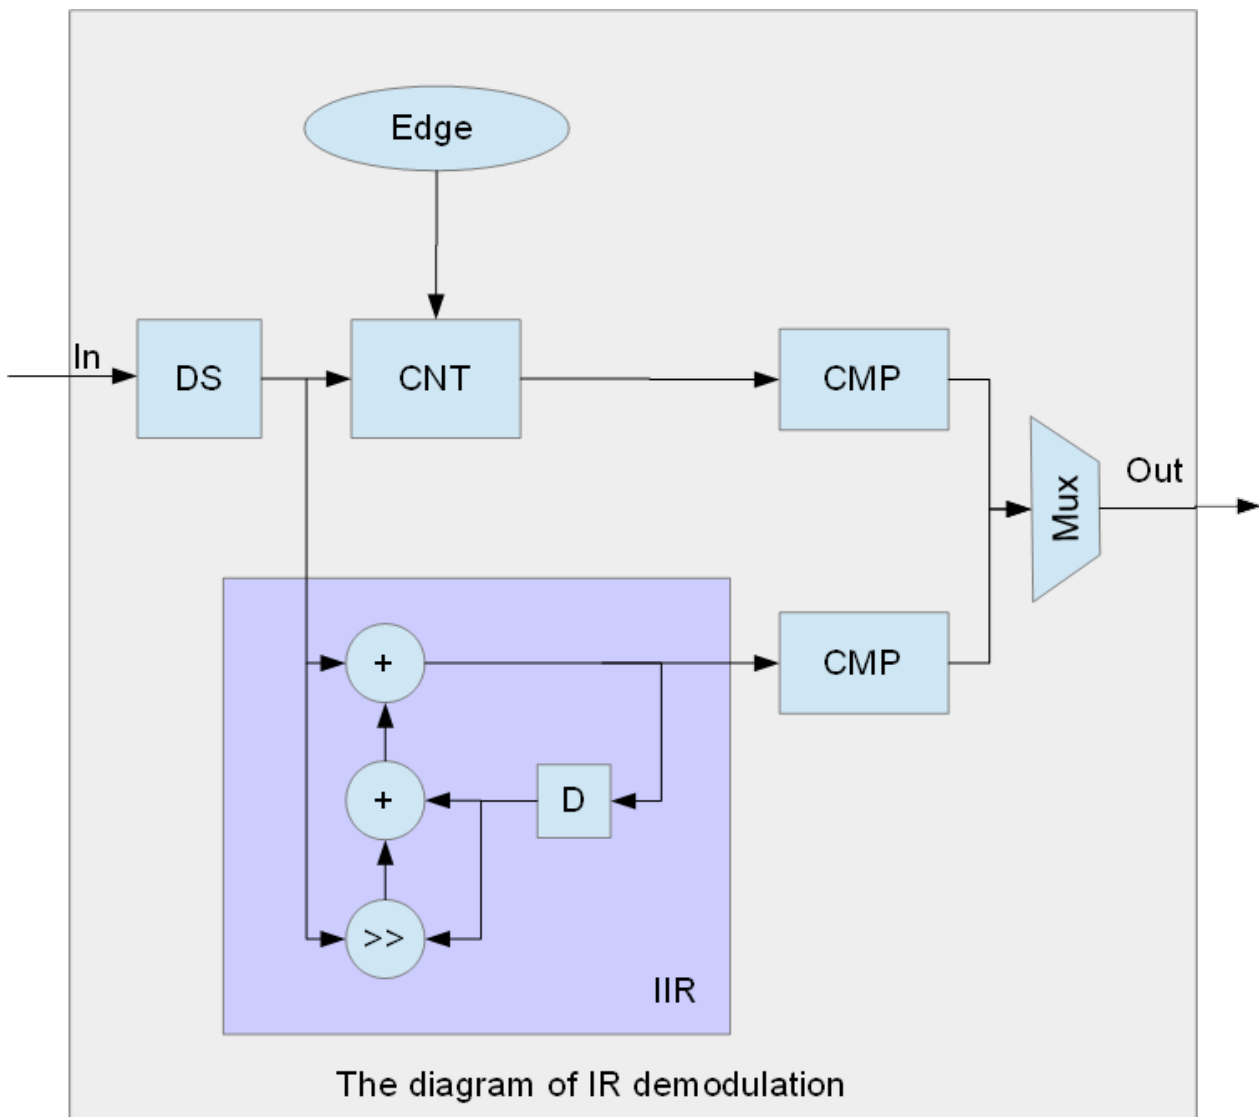 Edge
In
DS
CNT
CMP
Mux
Out
+
CMP
+
D
>>
IIR
The diagram of IR demodulation